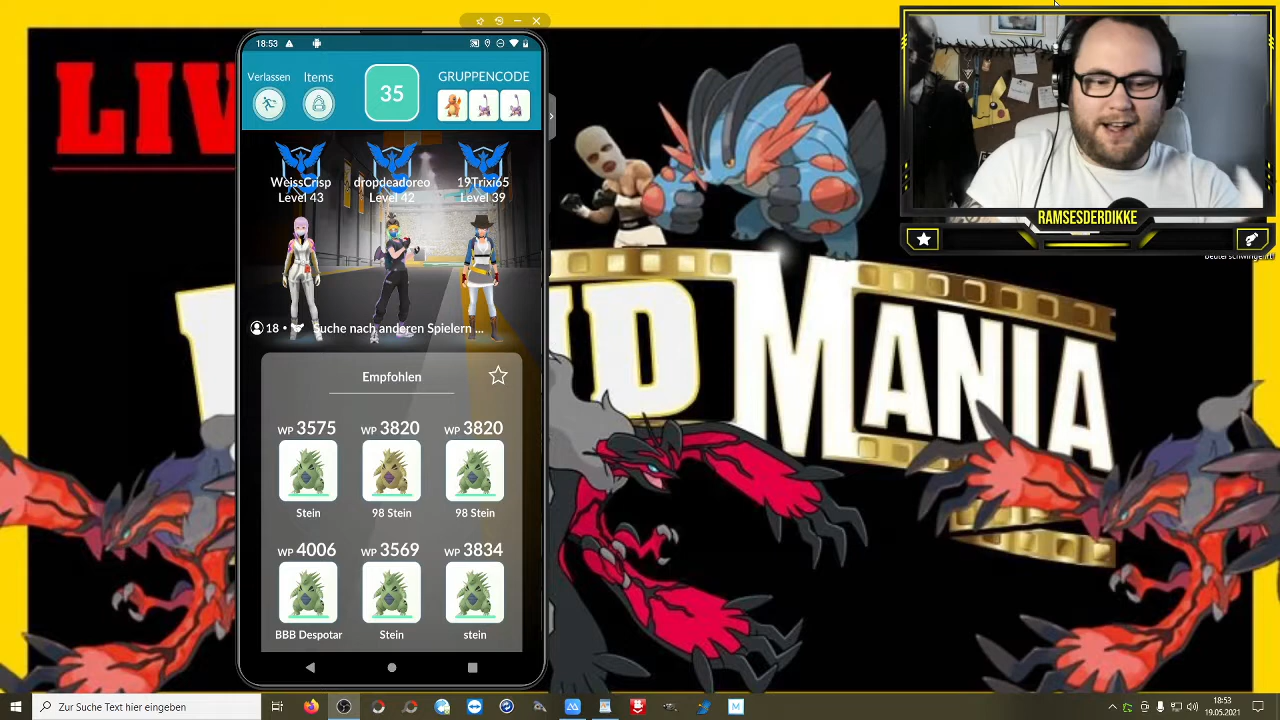 18:53
Verlassen
Items
35
GRUPPENCODE
WeissCrisp
Level 43
dropdeadoreo
Level 42
19Trixi65
Level 39
18 • Suche nach anderen Spielern ...
Empfohlen
WP 3575
WP 3820
WP 3820
Stein
98 Stein
98 Stein
WP 4006
WP 3569
WP 3834
BBB Despotar
Stein
stein
LIV
MANIA
RAMSESDERDIKKE
Zur Suche Text hier eingeben
M
18:53
19.05.2021